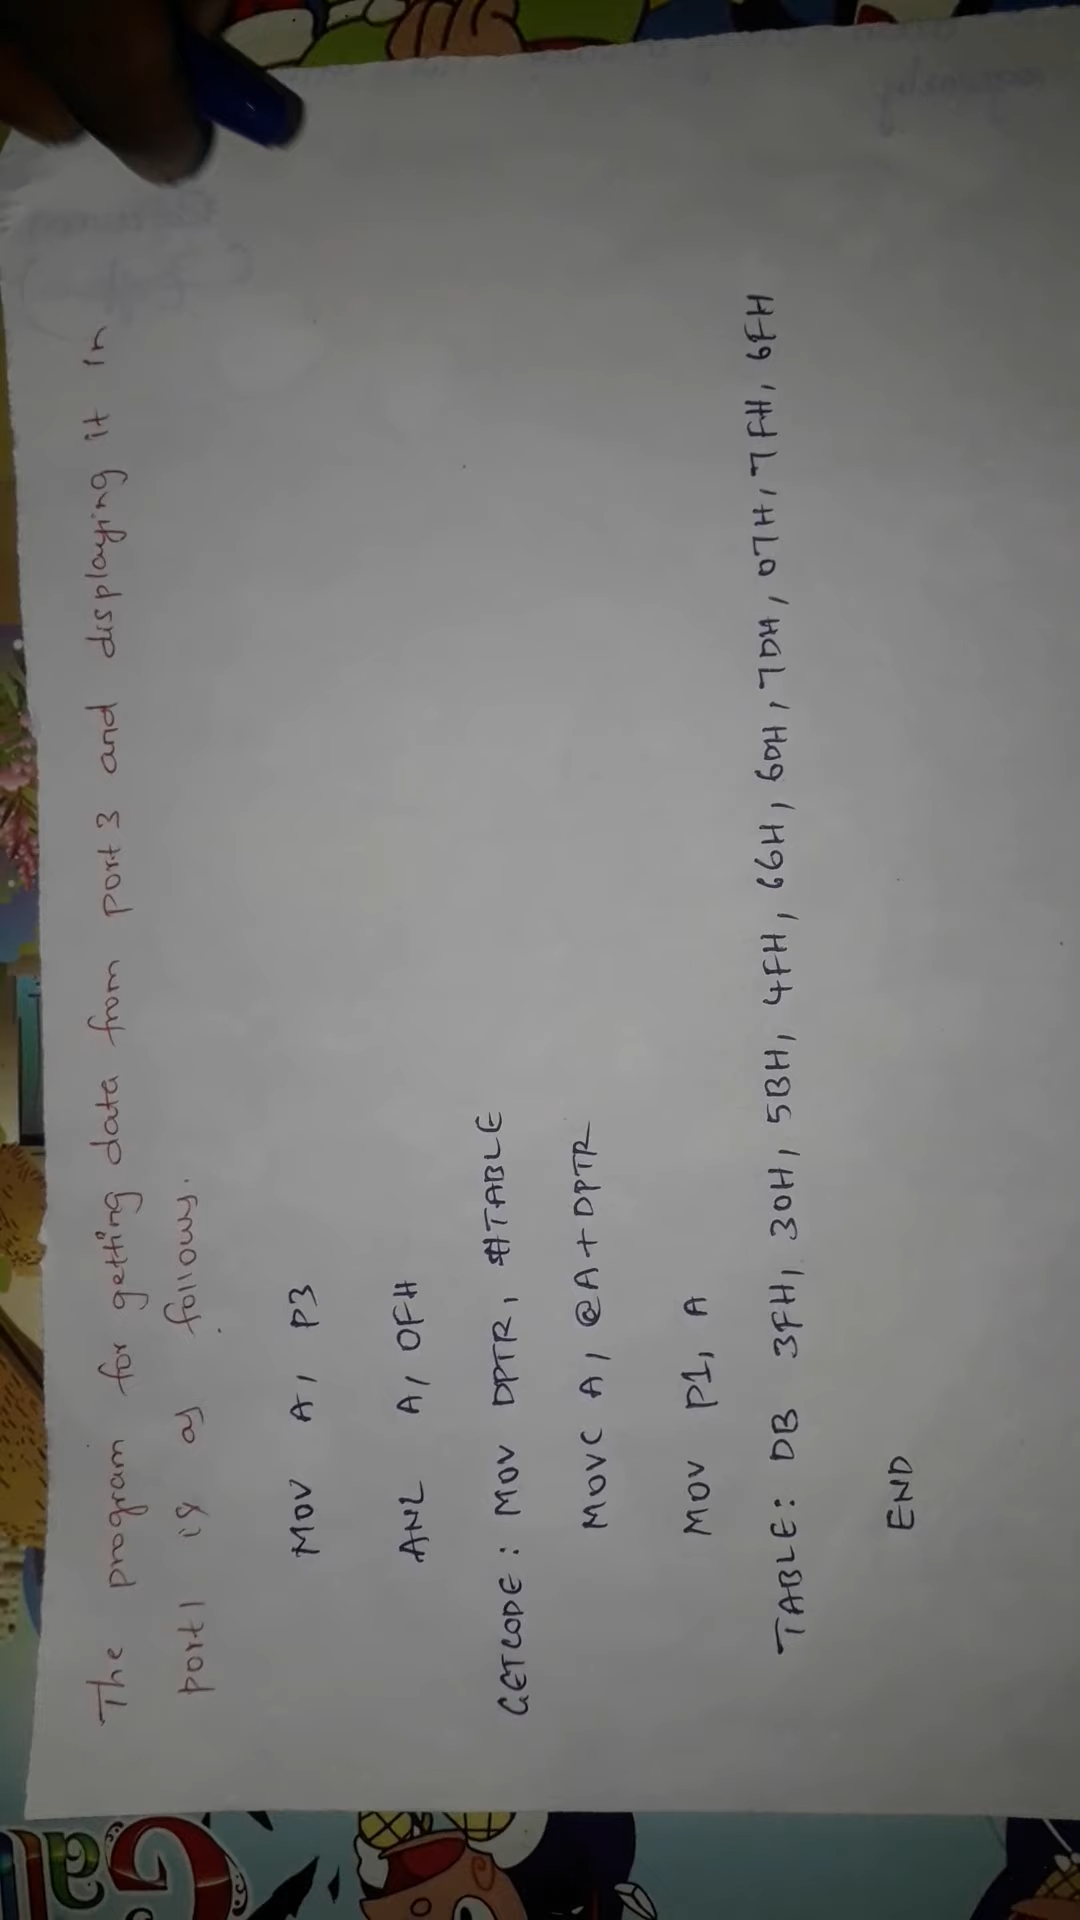 The program for getting data from port 3 and displaying it in
port1 is as follows.
MOV A, P3
ANL A, 0FH
GETCODE : MOV DPTR, #TABLE
MOVC A, @A+DPTR
MOV P1, A
TABLE: DB 3FH, 30H, 5BH, 4FH, 66H, 6DH, 7DH, 07H, 7FH, 6FH
END